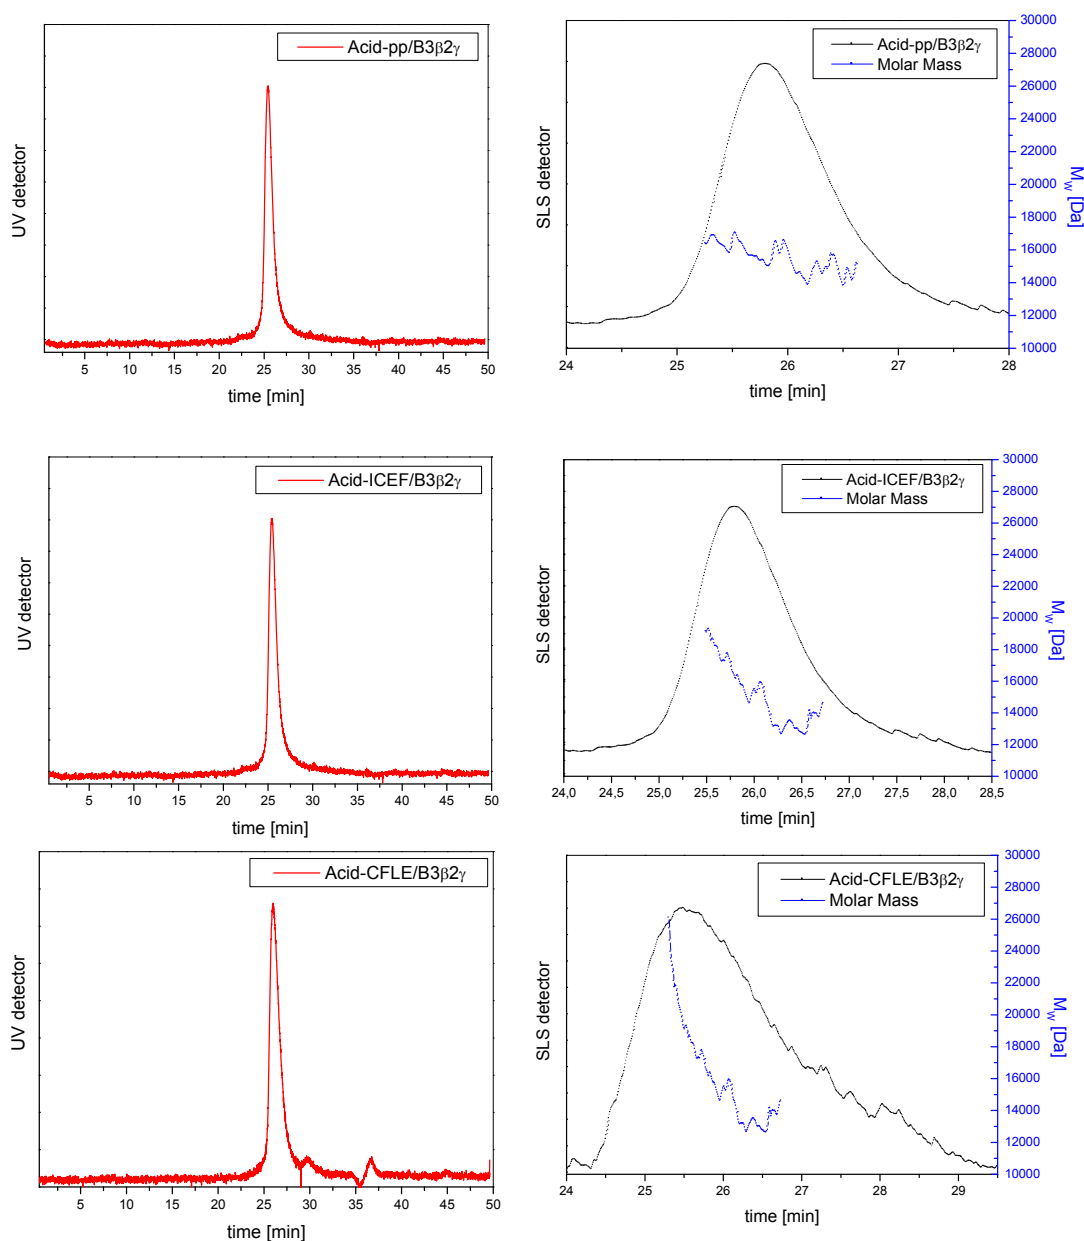 Acid-pp/B3β2γ
UV detector
5 10 15 20 25 30 35 40 45 50
time [min]
Acid-pp/B3β2γ
Molar Mass
SLS detector
30000
28000
26000
24000
22000
20000
18000
16000
14000
12000
10000
Mw [Da]
24 25 26 27 28
time [min]
Acid-ICEF/B3β2γ
UV detector
5 10 15 20 25 30 35 40 45 50
time [min]
Acid-ICEF/B3β2γ
Molar Mass
SLS detector
30000
28000
26000
24000
22000
20000
18000
16000
14000
12000
10000
Mw [Da]
24,0 24,5 25,0 25,5 26,0 26,5 27,0 27,5 28,0 28,5
time [min]
Acid-CFLE/B3β2γ
UV detector
5 10 15 20 25 30 35 40 45 50
time [min]
Acid-CFLE/B3β2γ
Molar Mass
SLS detector
30000
28000
26000
24000
22000
20000
18000
16000
14000
12000
10000
Mw [Da]
24 25 26 27 28 29
time [min]